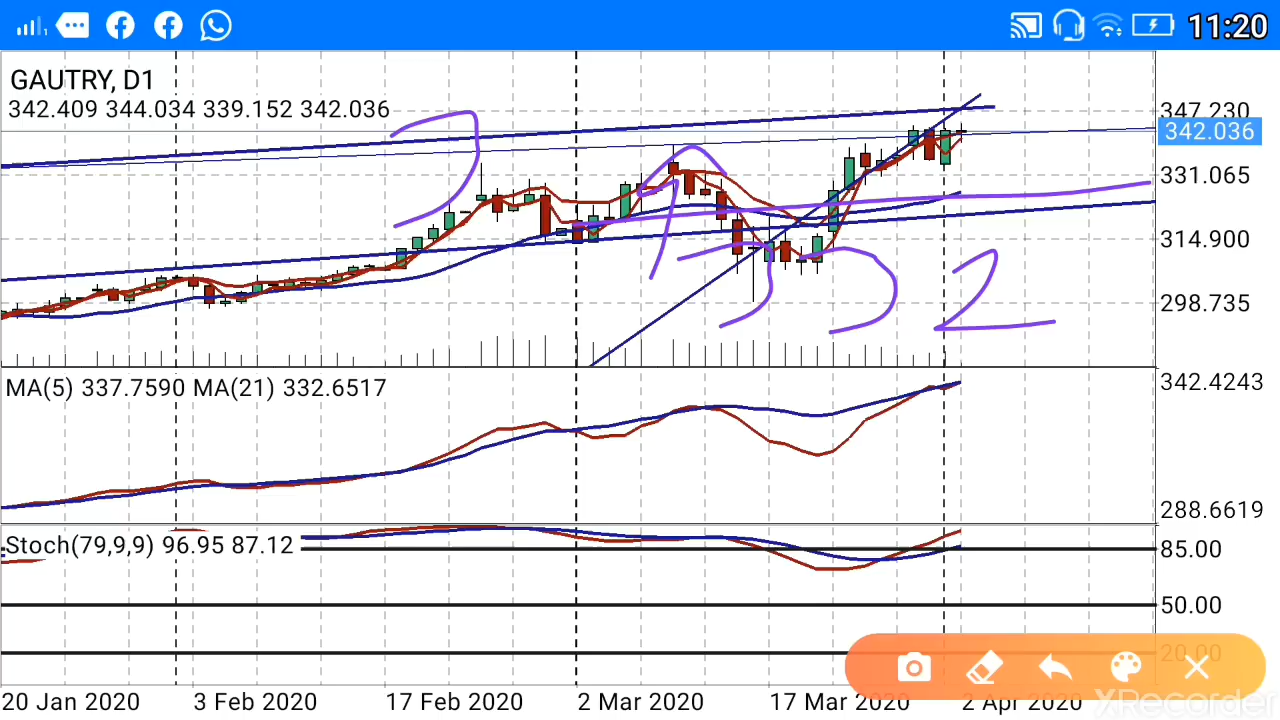 11:20
GAUTRY, D1
342.409 344.034 339.152 342.036
347.230
342.036
331.065
314.900
298.735
2
MA(5) 337.7590 MA(21) 332.6517
342.4243
288.6619
Stoch(79,9,9) 96.95 87.12
85.00
50.00
20.00
20 Jan 2020
3 Feb 2020
17 Feb 2020
2 Mar 2020
17 Mar 2020
2 Apr 2020
XRecorder